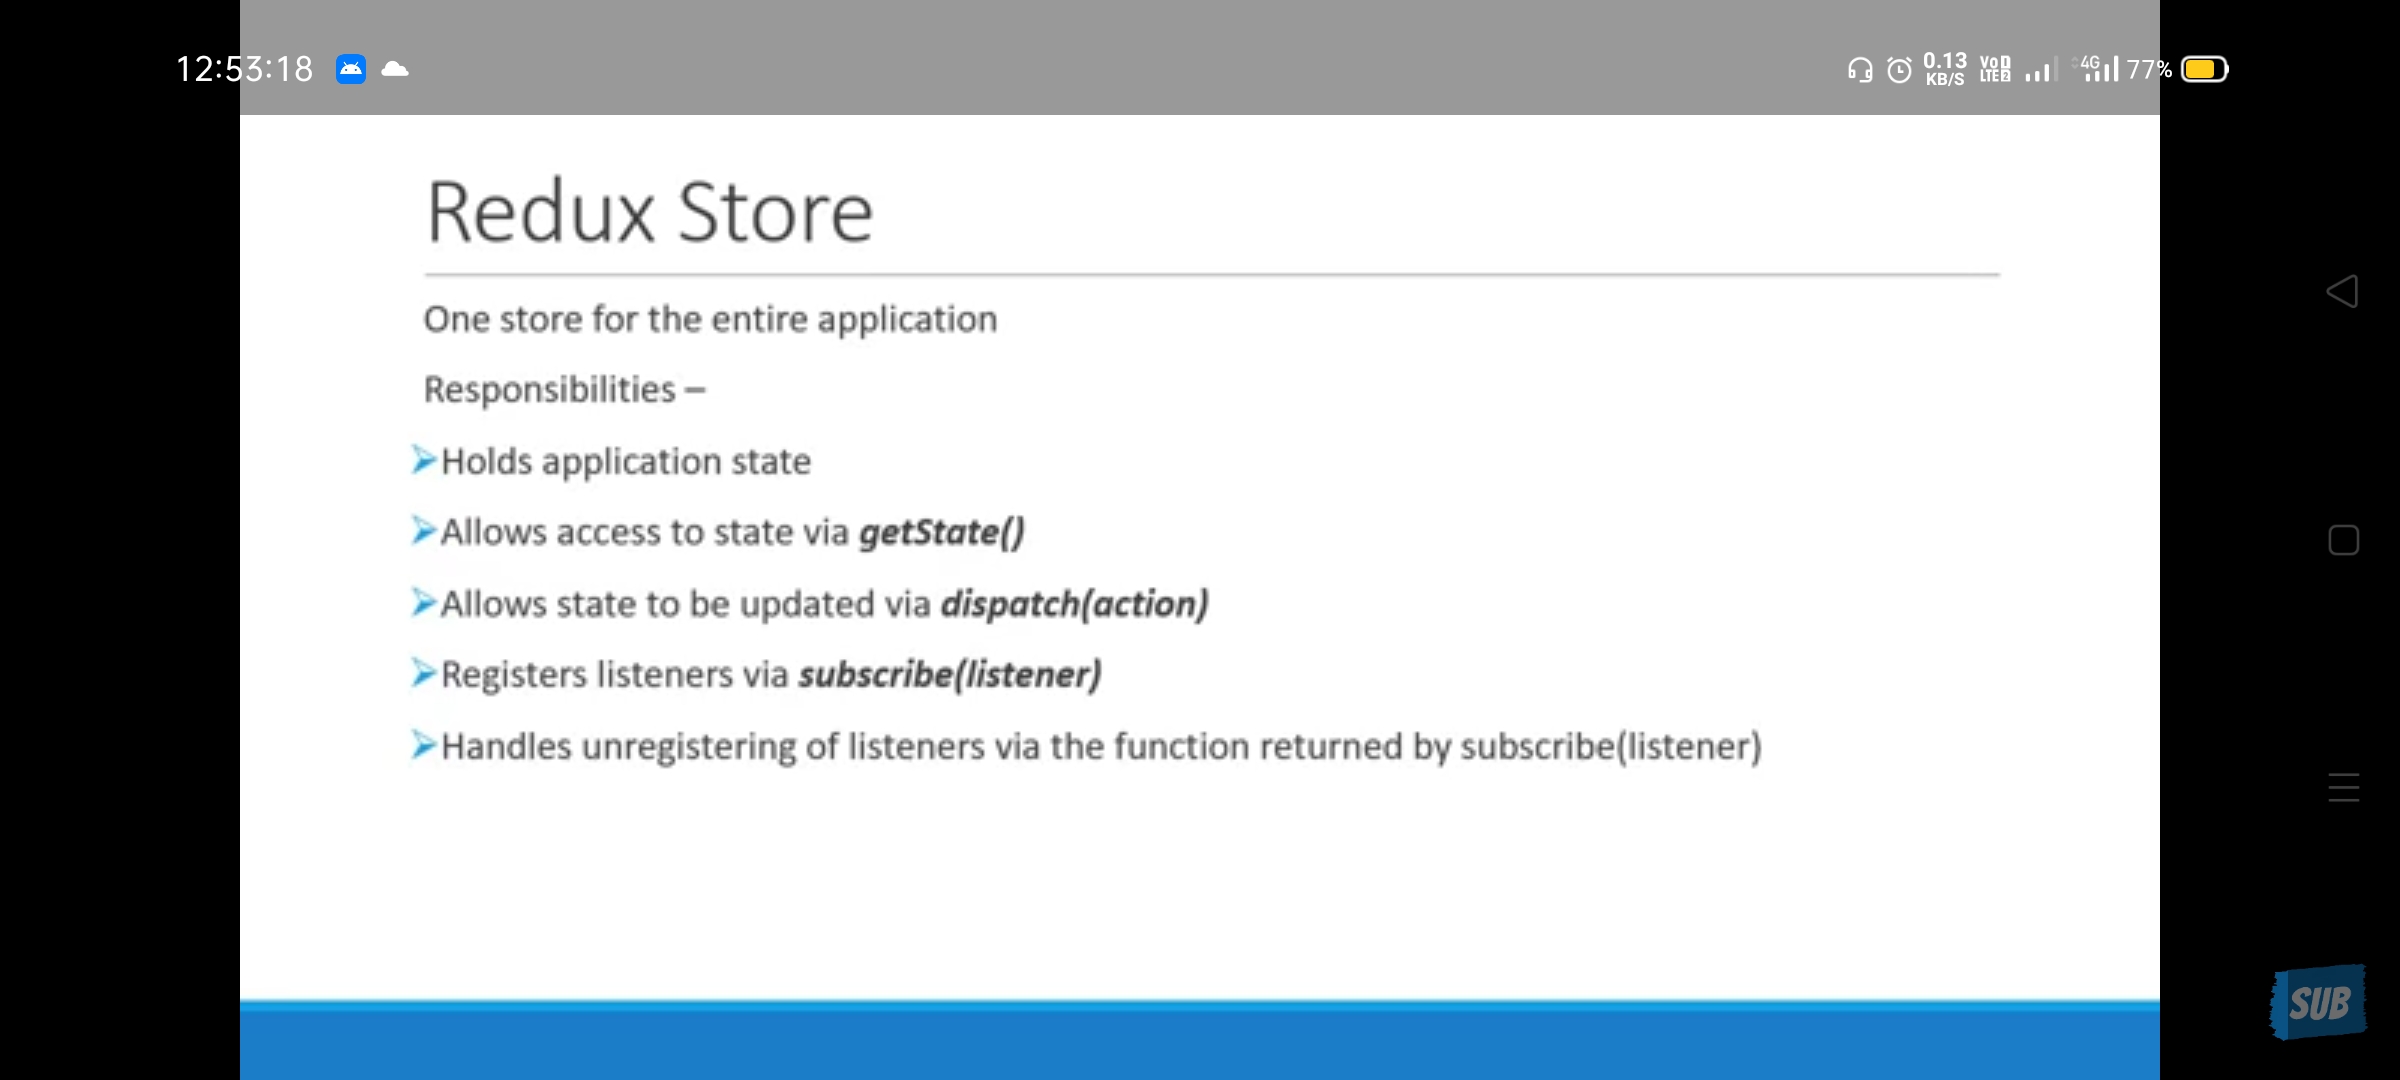 12:53:18
0.13 KB/S VoD LTE2 4G 77%
Redux Store
One store for the entire application
Responsibilities –
➢Holds application state
➢Allows access to state via getState()
➢Allows state to be updated via dispatch(action)
➢Registers listeners via subscribe(listener)
➢Handles unregistering of listeners via the function returned by subscribe(listener)
SUB